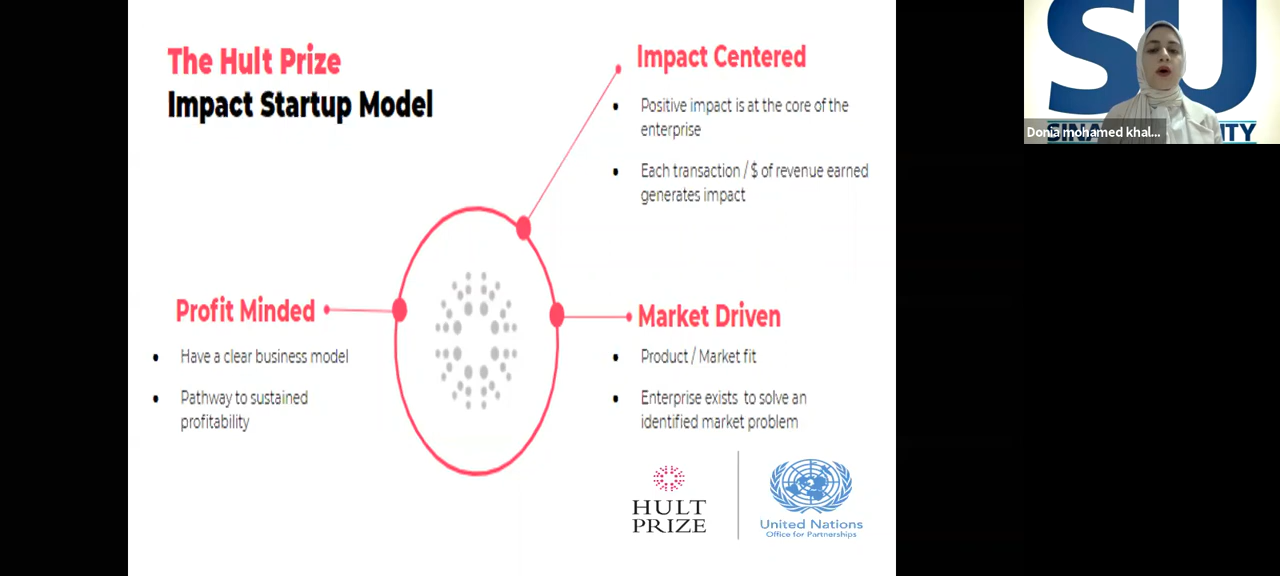 The Hult Prize
Impact Startup Model
Impact Centered
Positive impact is at the core of the
enterprise
Each transaction / $ of revenue earned
generates impact
Profit Minded
Have a clear business model
Pathway to sustained
profitability
Market Driven
Product / Market fit
Enterprise exists to solve an
identified market problem
HULT
PRIZE
United Nations
Office for Partnerships
SU
Donia mohamed khal...